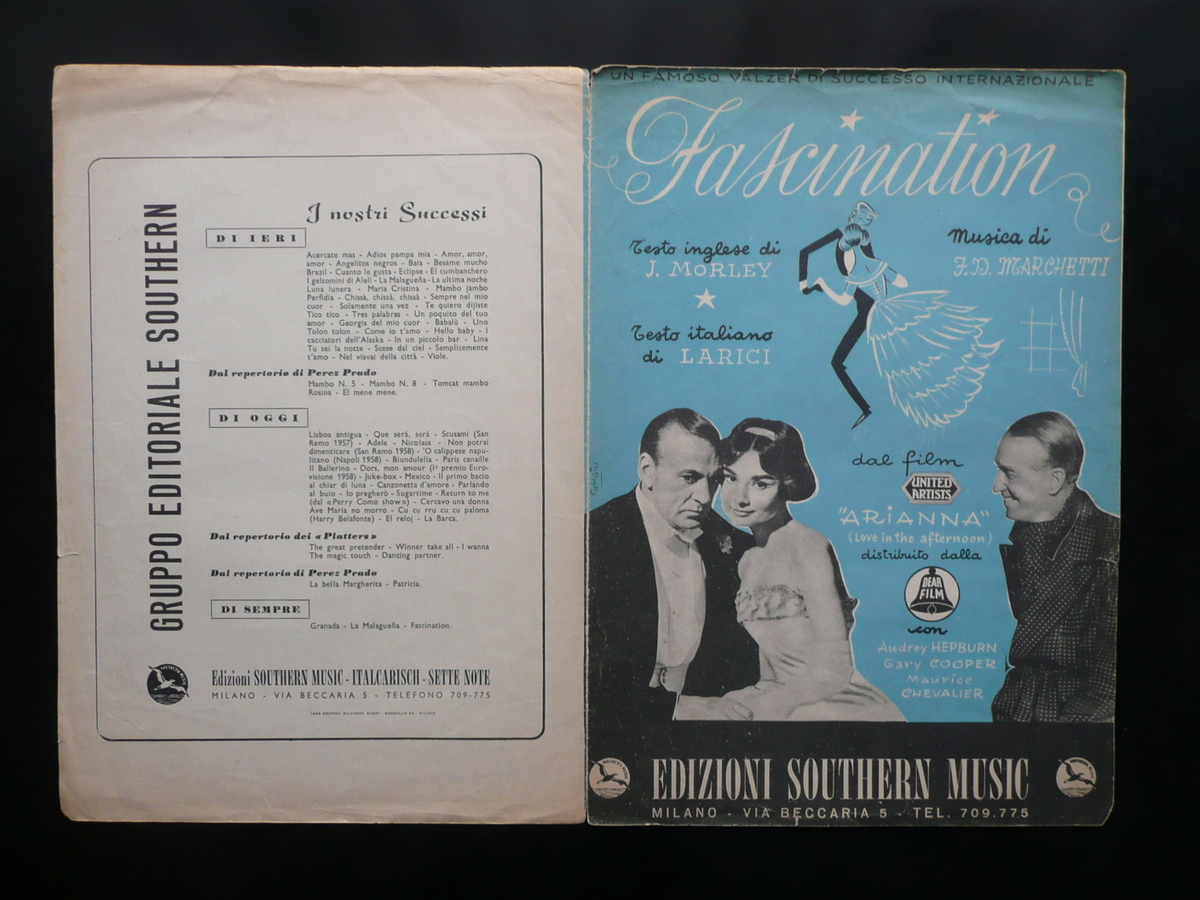 GRUPPO EDITORIALE SOUTHERN
I nostri Successi
DI IERI
Acercate mas - Adios pampa mia - Amor, amor,
amor - Angelitos negros - Baia - Besame mucho
Brazil - Cuanto le gusta - Eclipse - El cumbanchero
I gelsomini di Alelì - La Malagueña - La ultima noche
Luna lunera - Maria Cristina - Mambo jambo
Perfidia - Chissà, chissà, chissà - Sempre nel mio
cuor - Solamente una vez - Te quiero dijiste
Tico tico - Tres palabras - Un poquito del tuo
amor - Georgia del mio cuor - Babalù - Uno
Tolon tolon - Come io t'amo - Hello baby - I
cacciatori dell'Alaska - In un piccolo bar - Lina
Tu sei la notte - Scese dal ciel - Semplicemente
t'amo - Nel viavai della città - Viole.
Dal repertorio di Perez Prado
Mambo N. 5 - Mambo N. 8 - Tomcat mambo
Rosina - El mene mene.
DI OGGI
Lisboa antigua - Que será, será - Scusami (San
Remo 1957) - Adele - Nicolasa - Non potrai
dimenticare (San Remo 1958) - 'O calippese napu-
litano (Napoli 1958) - Biundulella - Paris canaille
Il Ballerino - Dors, mon amour (Iº premio Euro-
visione 1958) - Juke-box - Mexico - Il primo bacio
al chiar di luna - Canzonetta d'amore - Parlando
al buio - Io pregherò - Sugartime - Return to me
(dal «Perry Como show») - Cercavo una donna
Ave Maria no morro - Cu cu rru cu cu paloma
(Harry Belafonte) - El reloj - La Barca.
Dal repertorio dei «Platters»
The great pretender - Winner take all - I wanna
The magic touch - Dancing partner.
Dal repertorio di Perez Prado
La bella Margherita - Patricia.
DI SEMPRE
Granada - La Malagueña - Fascination.
Edizioni SOUTHERN MUSIC - ITALCARISCH - SETTE NOTE
MILANO - VIA BECCARIA 5 - TELEFONO 709-775
UN FAMOSO VALZER DI SUCCESSO INTERNAZIONALE
Fascination
Testo inglese di
J. MORLEY
Testo italiano
di LARICI
Musica di
F.D. MARCHETTI
dal film
UNITED
ARTISTS
"ARIANNA"
(Love in the afternoon)
distribuito dalla
DEAR
FILM
con
Audrey HEPBURN
Gary COOPER
Maurice
CHEVALIER
EDIZIONI SOUTHERN MUSIC
MILANO - VIA BECCARIA 5 - TEL. 709.775